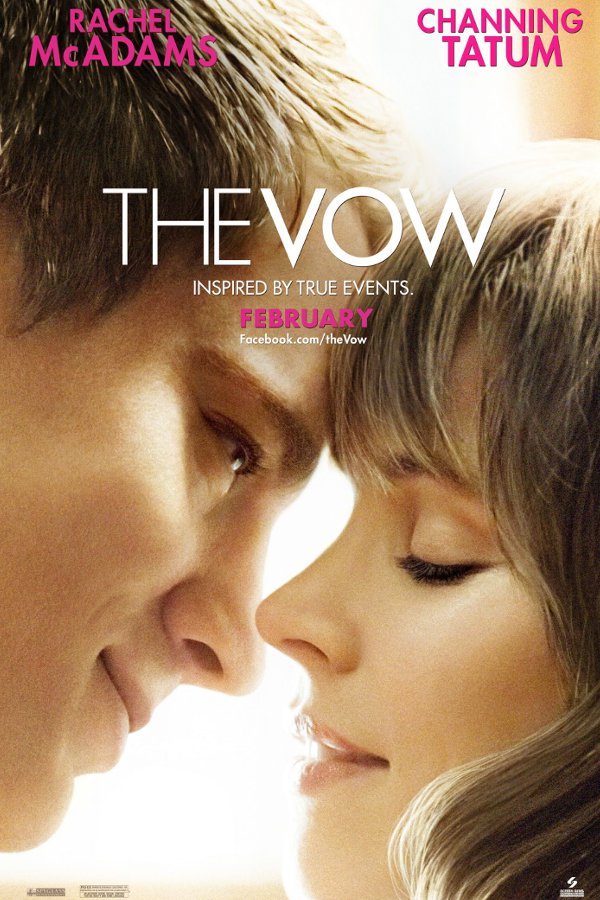 RACHEL
McADAMS
CHANNING
TATUM
THE VOW
INSPIRED BY TRUE EVENTS.
FEBRUARY
Facebook.com/theVow